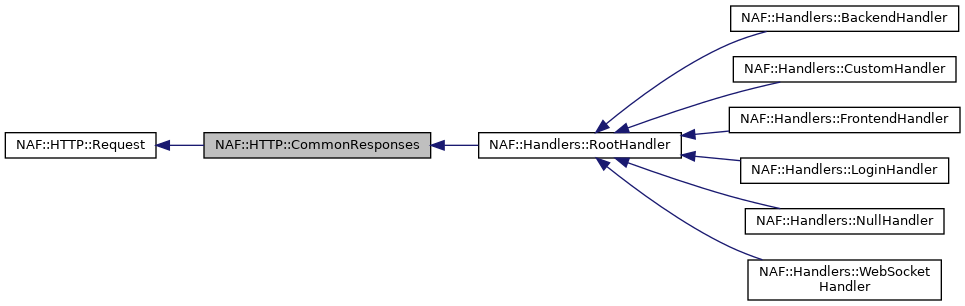 NAF::Handlers::BackendHandler
NAF::Handlers::CustomHandler
NAF::Handlers::FrontendHandler
NAF::HTTP::Request
NAF::HTTP::CommonResponses
NAF::Handlers::RootHandler
NAF::Handlers::LoginHandler
NAF::Handlers::NullHandler
NAF::Handlers::WebSocket
Handler